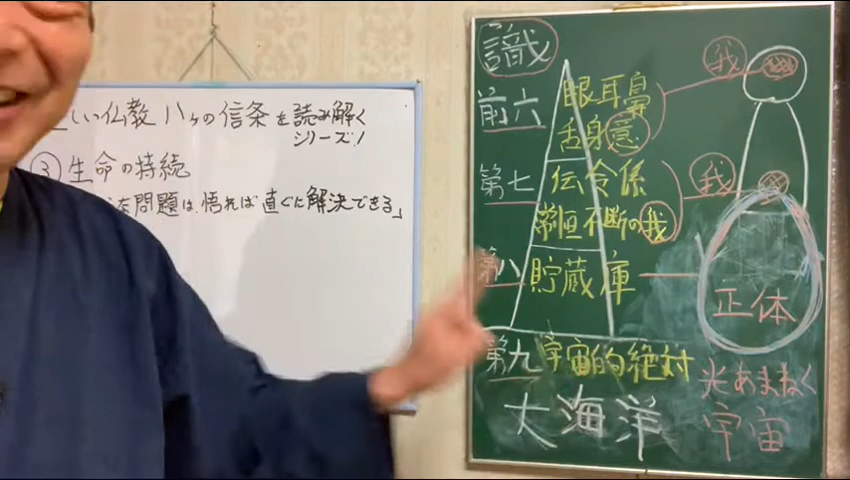 しい仏教 八ヶの信条を読み解く
シリーズ!
③ 生命の持続
問題は、悟れば直ぐに解決できる」
識
前六
眼耳鼻
舌身意
我
第七
伝令係
常恒不断の我
我
第八
貯蔵庫
正体
第九
宇宙的絶対
大海洋
光あまねく
宇宙